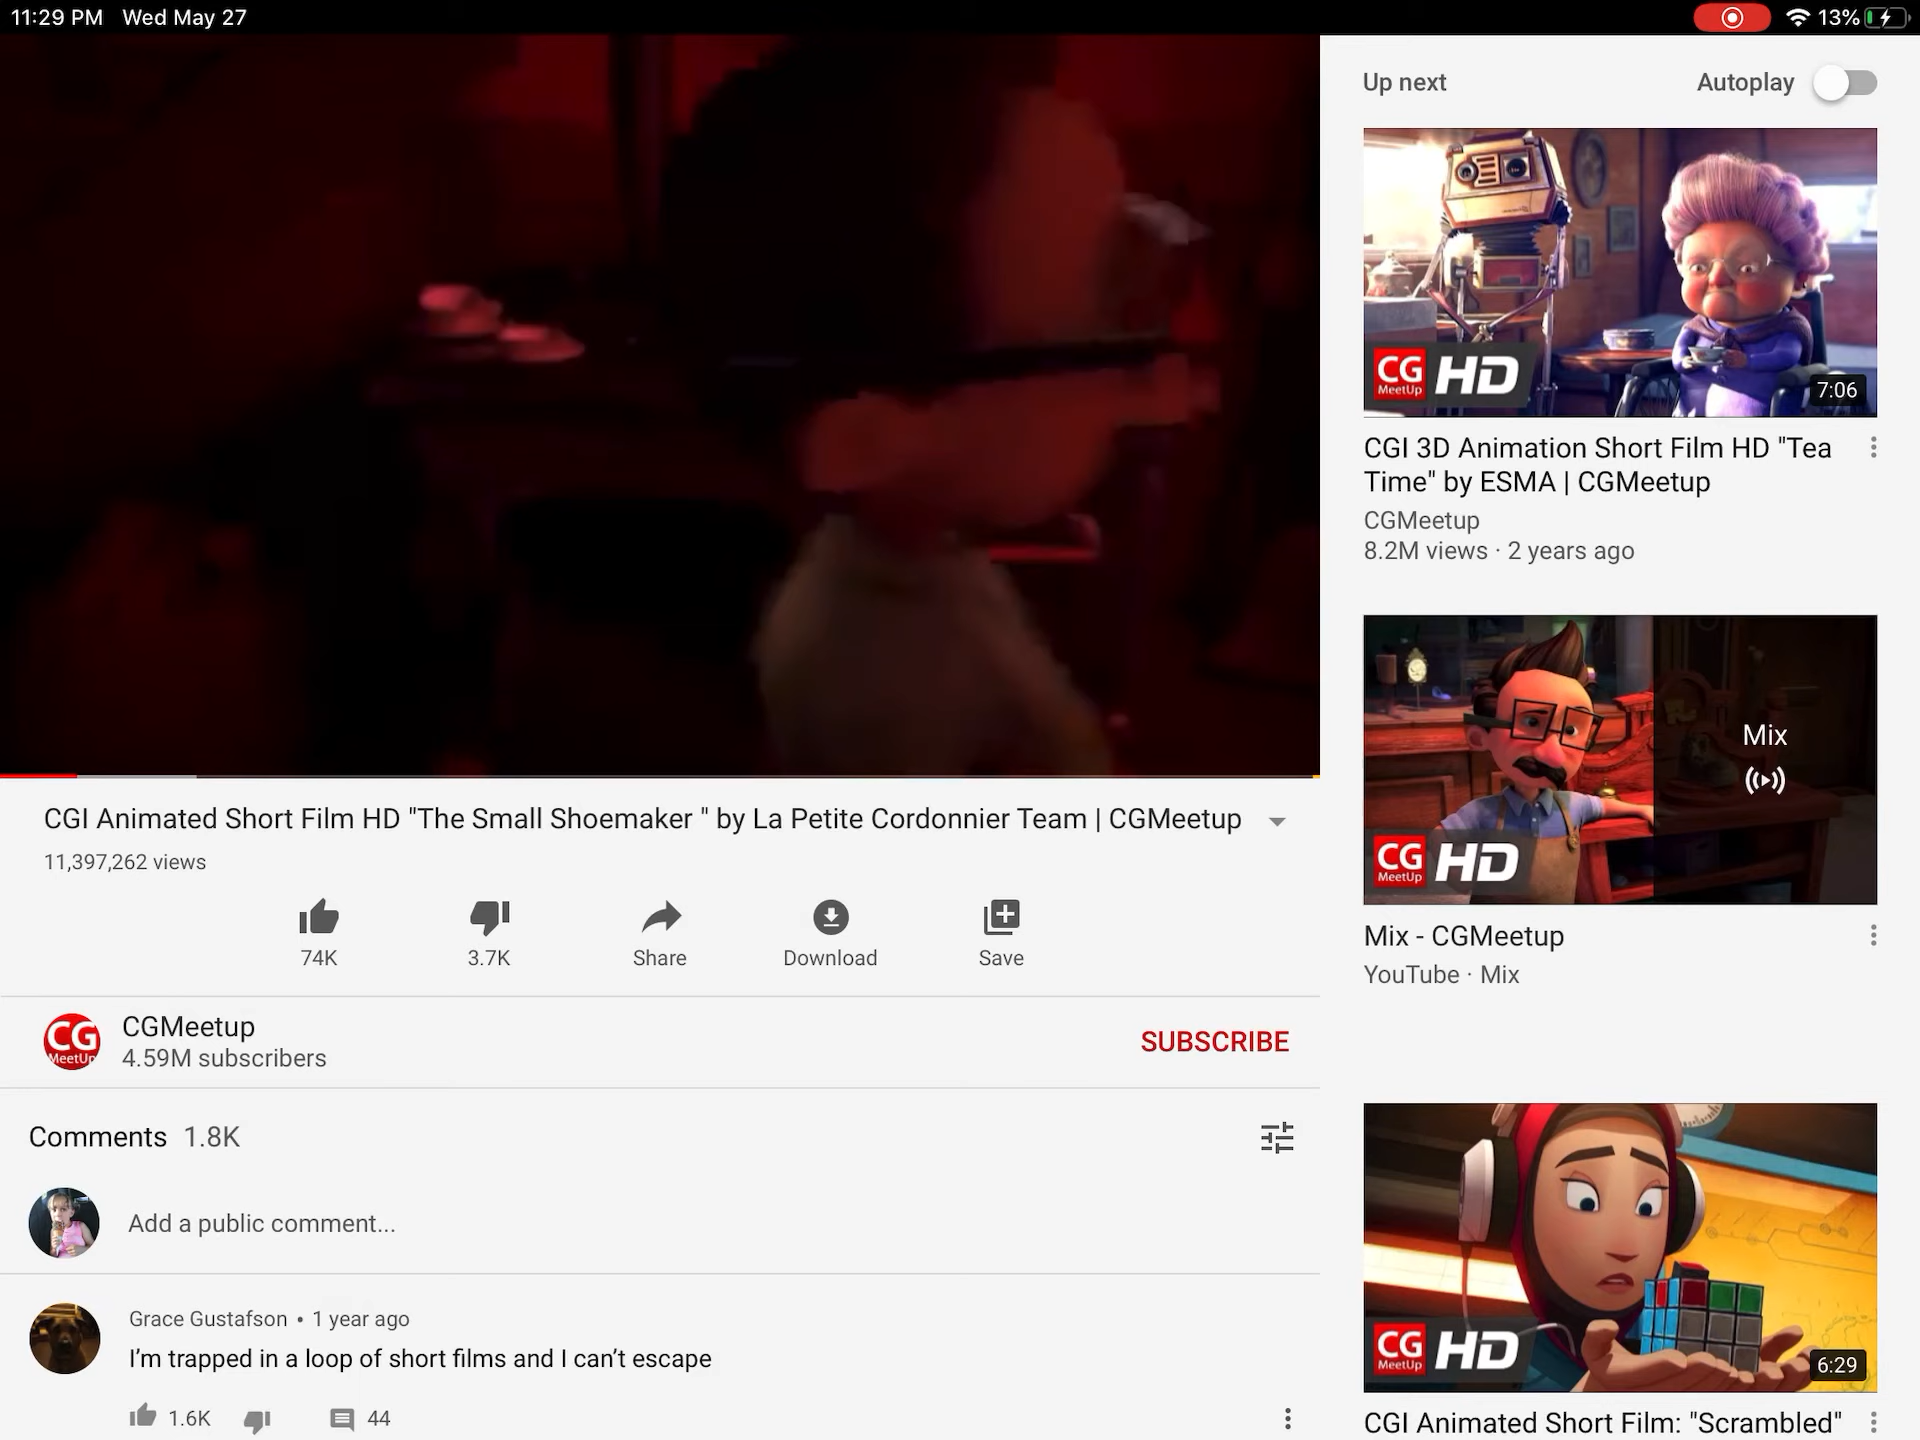 11:29 PM Wed May 27
13%
Up next
Autoplay
CG
MeetUp
HD
7:06
CGI 3D Animation Short Film HD "Tea
Time" by ESMA | CGMeetup
CGMeetup
8.2M views · 2 years ago
Mix
CG
MeetUp
HD
Mix - CGMeetup
YouTube · Mix
CG
MeetUp
HD
6:29
CGI Animated Short Film: "Scrambled"
CGI Animated Short Film HD "The Small Shoemaker " by La Petite Cordonnier Team | CGMeetup
11,397,262 views
74K
3.7K
Share
Download
Save
CG
MeetUp
CGMeetup
4.59M subscribers
SUBSCRIBE
Comments 1.8K
Add a public comment...
Grace Gustafson • 1 year ago
I'm trapped in a loop of short films and I can't escape
1.6K
44